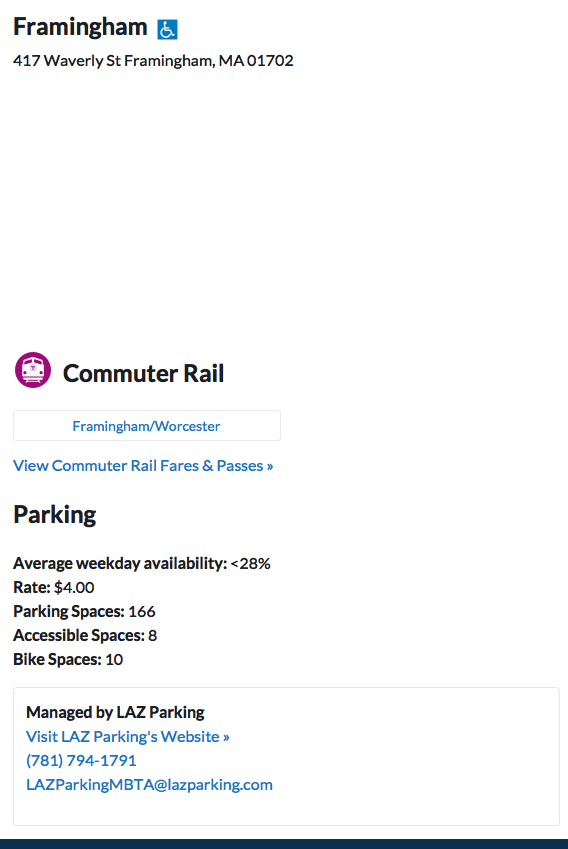 Framingham
417 Waverly St Framingham, MA 01702
Commuter Rail
Framingham/Worcester
View Commuter Rail Fares & Passes »
Parking
Average weekday availability: <28%
Rate: $4.00
Parking Spaces: 166
Accessible Spaces: 8
Bike Spaces: 10
Managed by LAZ Parking
Visit LAZ Parking's Website »
(781) 794-1791
LAZParkingMBTA@lazparking.com